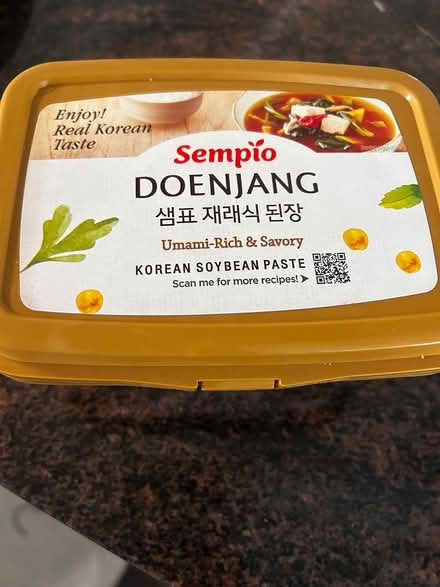 Enjoy!
Real Korean
Taste
Sempio
DOENJANG
샘표 재래식 된장
Umami-Rich & Savory
KOREAN SOYBEAN PASTE
Scan me for more recipes!